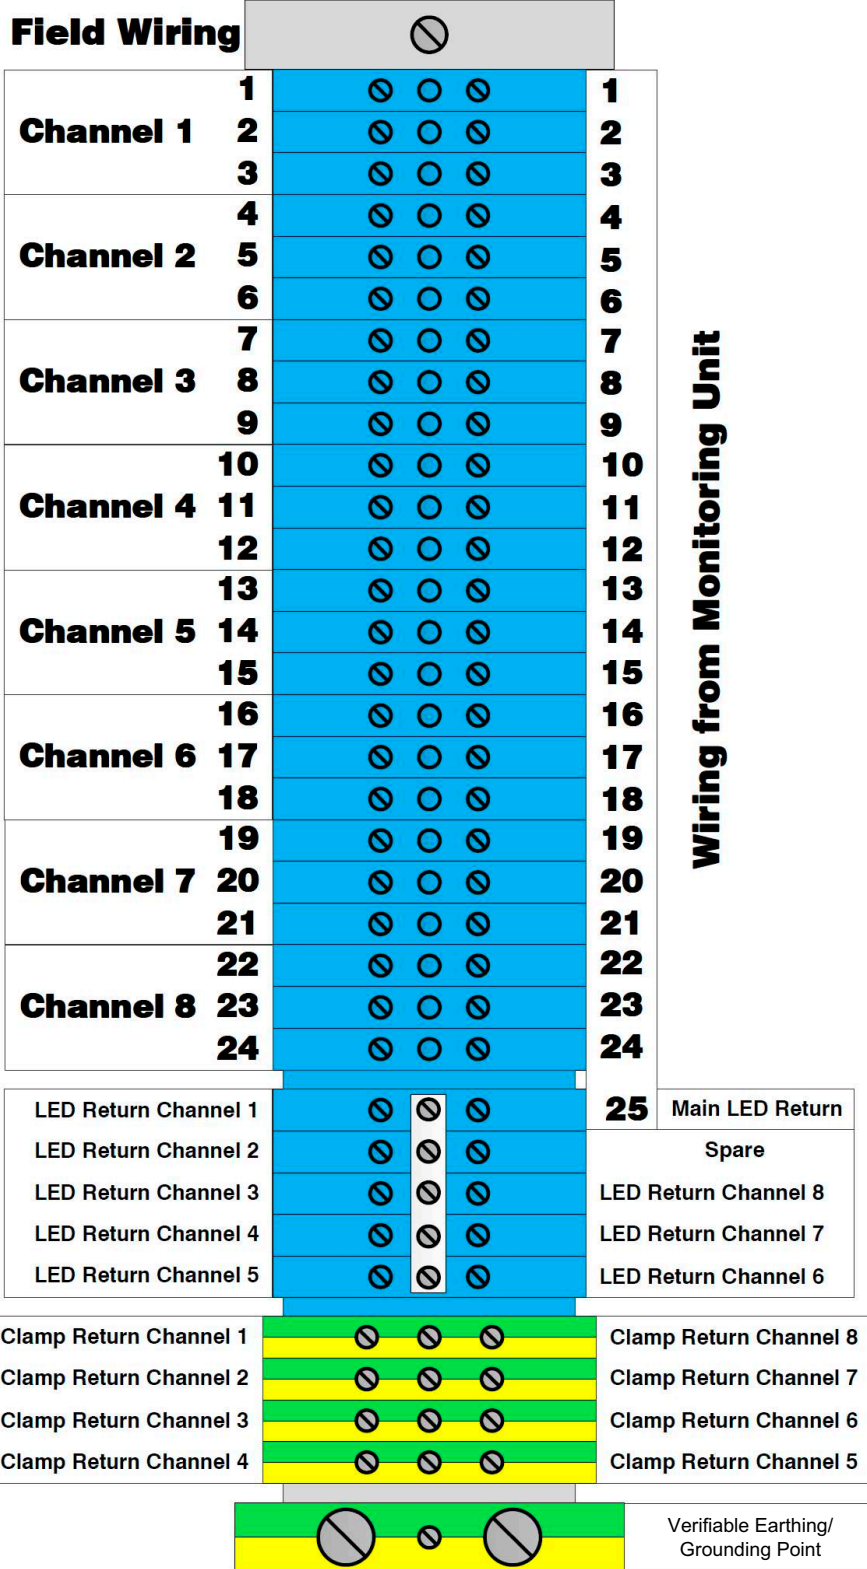 Field Wiring
1 1
Channel 1 2 2
3 3
4 4
Channel 2 5 5
6 6
7 7
Channel 3 8 8
9 9
10 10
Channel 4 11 11
12 12
13 13
Channel 5 14 14
15 15
16 16
Channel 6 17 17
18 18
19 19
Channel 7 20 20
21 21
22 22
Channel 8 23 23
24 24
Wiring from Monitoring Unit
LED Return Channel 1 25 Main LED Return
LED Return Channel 2 Spare
LED Return Channel 3 LED Return Channel 8
LED Return Channel 4 LED Return Channel 7
LED Return Channel 5 LED Return Channel 6
Clamp Return Channel 1 Clamp Return Channel 8
Clamp Return Channel 2 Clamp Return Channel 7
Clamp Return Channel 3 Clamp Return Channel 6
Clamp Return Channel 4 Clamp Return Channel 5
Verifiable Earthing/
Grounding Point